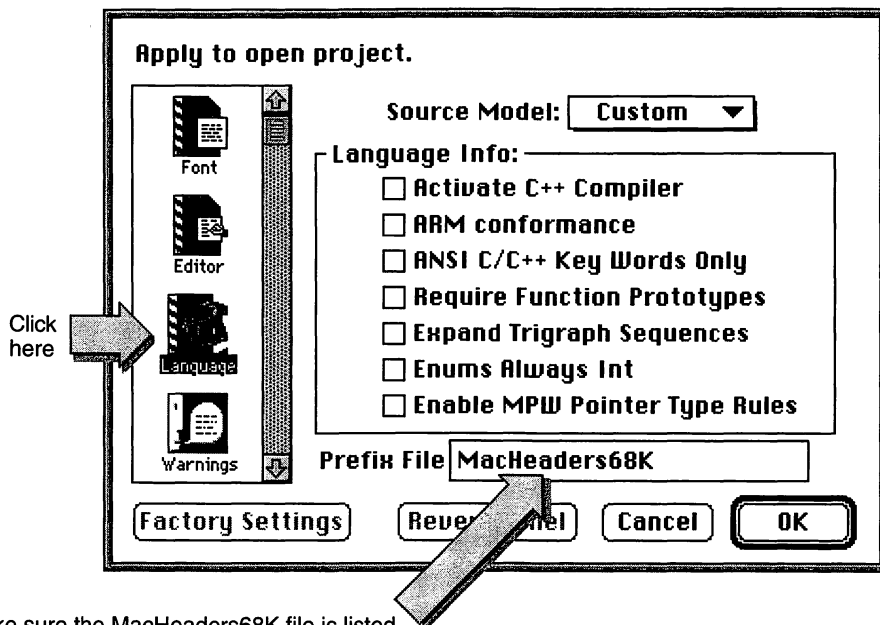 Apply to open project.
Font
Editor
Language
Warnings
Click
here
Source Model: Custom
Language Info:
Activate C++ Compiler
ARM conformance
ANSI C/C++ Key Words Only
Require Function Prototypes
Expand Trigraph Sequences
Enums Always Int
Enable MPW Pointer Type Rules
Prefix File MacHeaders68K
Factory Settings
Cancel
OK
sure the MacHeaders68K file is listed